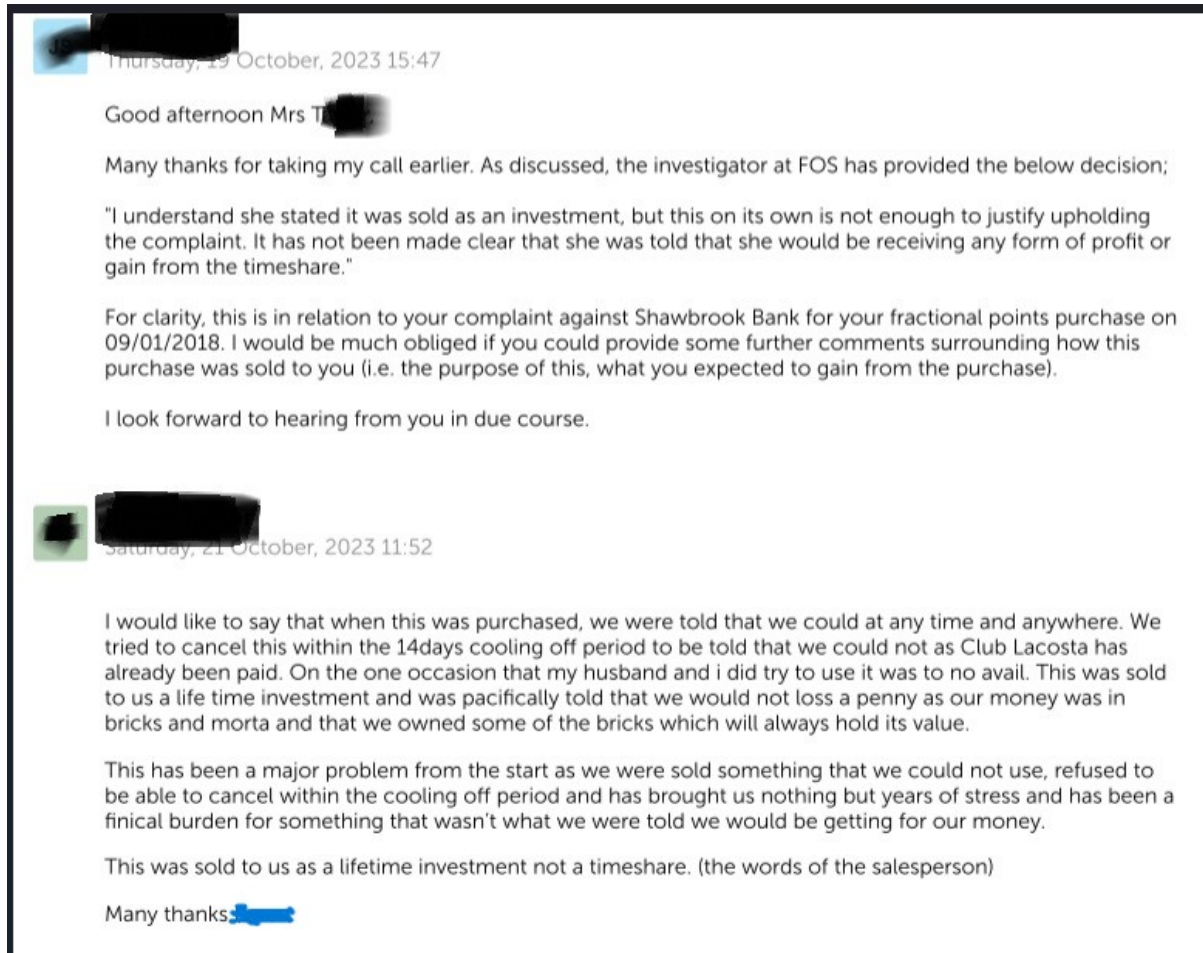 Thursday, 19 October, 2023 15:47
Good afternoon Mrs T
Many thanks for taking my call earlier. As discussed, the investigator at FOS has provided the below decision;
"I understand she stated it was sold as an investment, but this on its own is not enough to justify upholding
the complaint. It has not been made clear that she was told that she would be receiving any form of profit or
gain from the timeshare."
For clarity, this is in relation to your complaint against Shawbrook Bank for your fractional points purchase on
09/01/2018. I would be much obliged if you could provide some further comments surrounding how this
purchase was sold to you (i.e. the purpose of this, what you expected to gain from the purchase).
I look forward to hearing from you in due course.
Saturday, 21 October, 2023 11:52
I would like to say that when this was purchased, we were told that we could at any time and anywhere. We
tried to cancel this within the 14days cooling off period to be told that we could not as Club Lacosta has
already been paid. On the one occasion that my husband and i did try to use it was to no avail. This was sold
to us a life time investment and was pacifically told that we would not loss a penny as our money was in
bricks and morta and that we owned some of the bricks which will always hold its value.
This has been a major problem from the start as we were sold something that we could not use, refused to
be able to cancel within the cooling off period and has brought us nothing but years of stress and has been a
finical burden for something that wasn't what we were told we would be getting for our money.
This was sold to us as a lifetime investment not a timeshare. (the words of the salesperson)
Many thanks